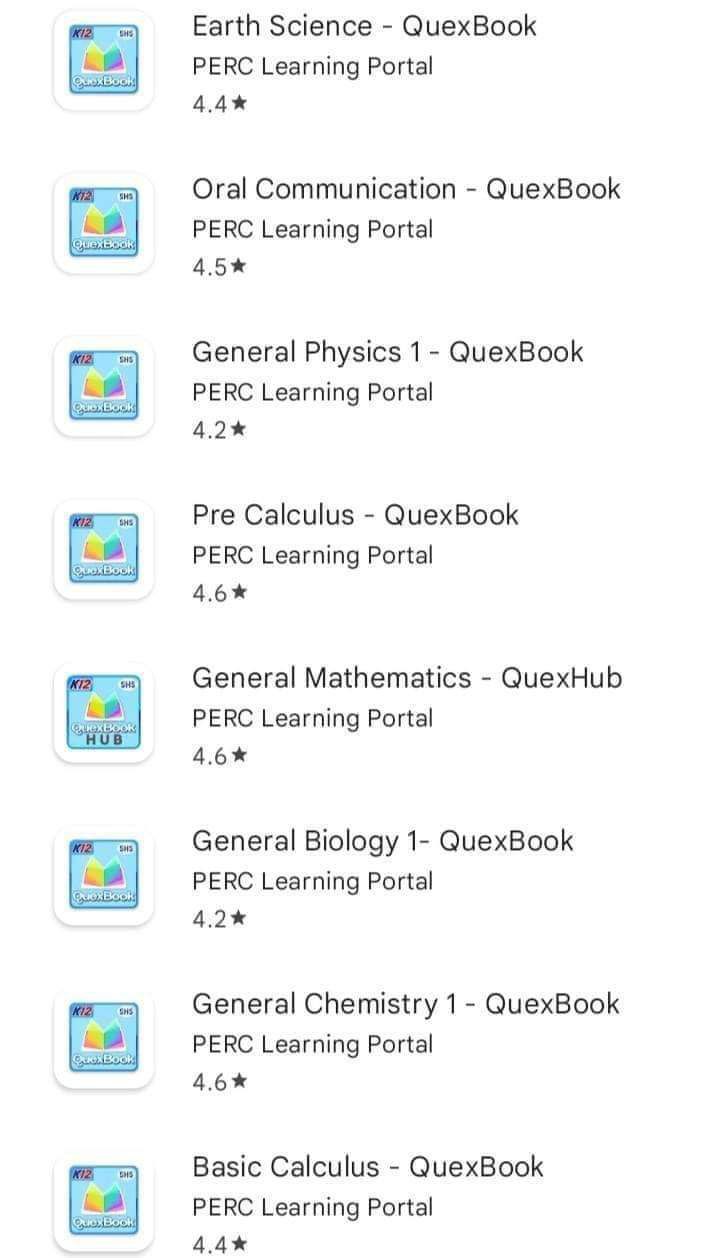 K12 SHS
QuexBook
Earth Science - QuexBook
PERC Learning Portal
4.4★
K12 SHS
QuexBook
Oral Communication - QuexBook
PERC Learning Portal
4.5★
K12 SHS
QuexBook
General Physics 1 - QuexBook
PERC Learning Portal
4.2★
K12 SHS
QuexBook
Pre Calculus - QuexBook
PERC Learning Portal
4.6★
K12 SHS
QuexBook
HUB
General Mathematics - QuexHub
PERC Learning Portal
4.6★
K12 SHS
QuexBook
General Biology 1- QuexBook
PERC Learning Portal
4.2★
K12 SHS
QuexBook
General Chemistry 1 - QuexBook
PERC Learning Portal
4.6★
K12 SHS
QuexBook
Basic Calculus - QuexBook
PERC Learning Portal
4.4★